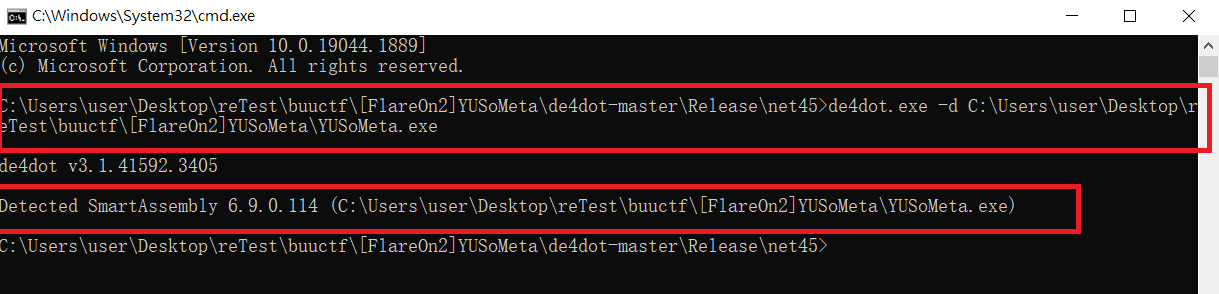 C:\Windows\System32\cmd.exe
Microsoft Windows [Version 10.0.19044.1889]
(c) Microsoft Corporation. All rights reserved.
C:\Users\user\Desktop\reTest\buuctf\[FlareOn2]YUSoMeta\de4dot-master\Release\net45>de4dot.exe -d C:\Users\user\Desktop\r
eTest\buuctf\[FlareOn2]YUSoMeta\YUSoMeta.exe
de4dot v3.1.41592.3405
Detected SmartAssembly 6.9.0.114 (C:\Users\user\Desktop\reTest\buuctf\[FlareOn2]YUSoMeta\YUSoMeta.exe)
C:\Users\user\Desktop\reTest\buuctf\[FlareOn2]YUSoMeta\de4dot-master\Release\net45>